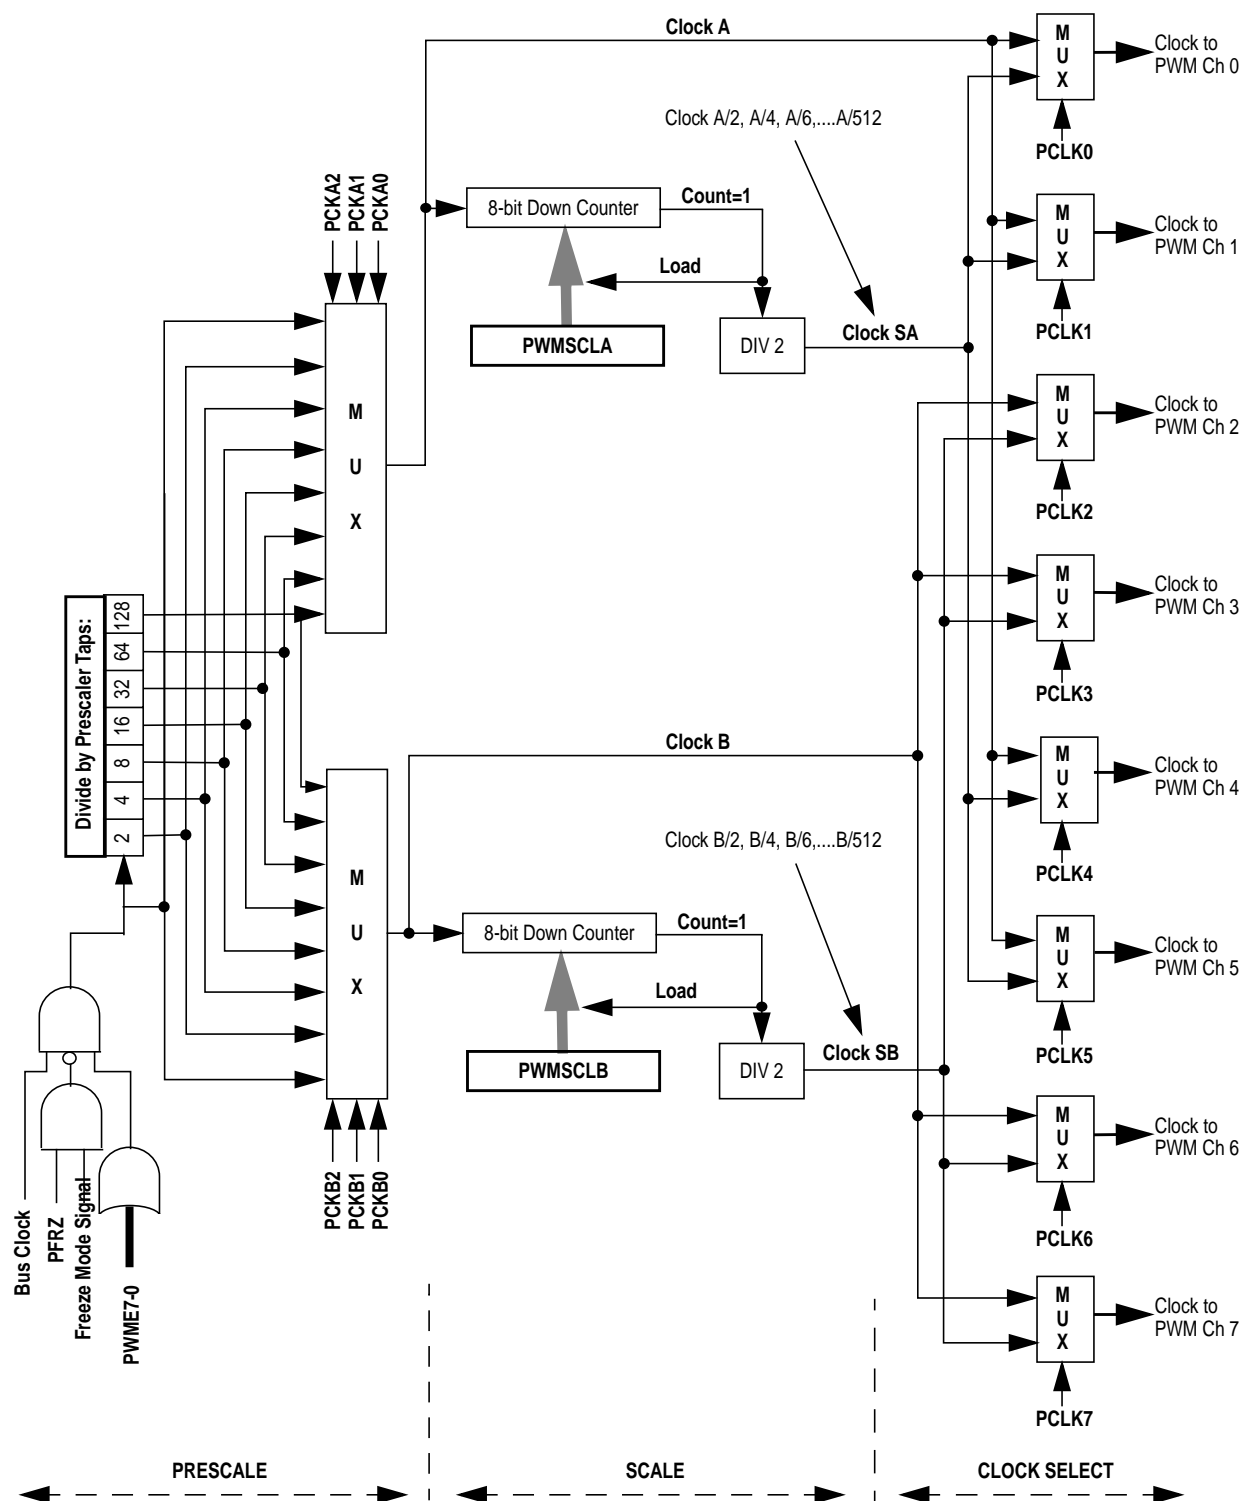 Clock A
M
U
X
Clock to
PWM Ch 0
PCLK0
Clock A/2, A/4, A/6,....A/512
PCKA2
PCKA1
PCKA0
8-bit Down Counter
Count=1
Load
PWMSCLA
DIV 2
Clock SA
M
U
X
Clock to
PWM Ch 1
PCLK1
M
U
X
Clock to
PWM Ch 2
PCLK2
M
U
X
M
U
X
Clock to
PWM Ch 3
PCLK3
Divide by Prescaler Taps:
128
64
32
16
8
4
2
Clock B
M
U
X
Clock to
PWM Ch 4
PCLK4
Clock B/2, B/4, B/6,....B/512
M
U
X
8-bit Down Counter
Count=1
Load
PWMSCLB
DIV 2
Clock SB
M
U
X
Clock to
PWM Ch 5
PCLK5
PCKB2
PCKB1
PCKB0
M
U
X
Clock to
PWM Ch 6
PCLK6
Bus Clock
PFRZ
Freeze Mode Signal
PWME7-0
M
U
X
Clock to
PWM Ch 7
PCLK7
PRESCALE
SCALE
CLOCK SELECT